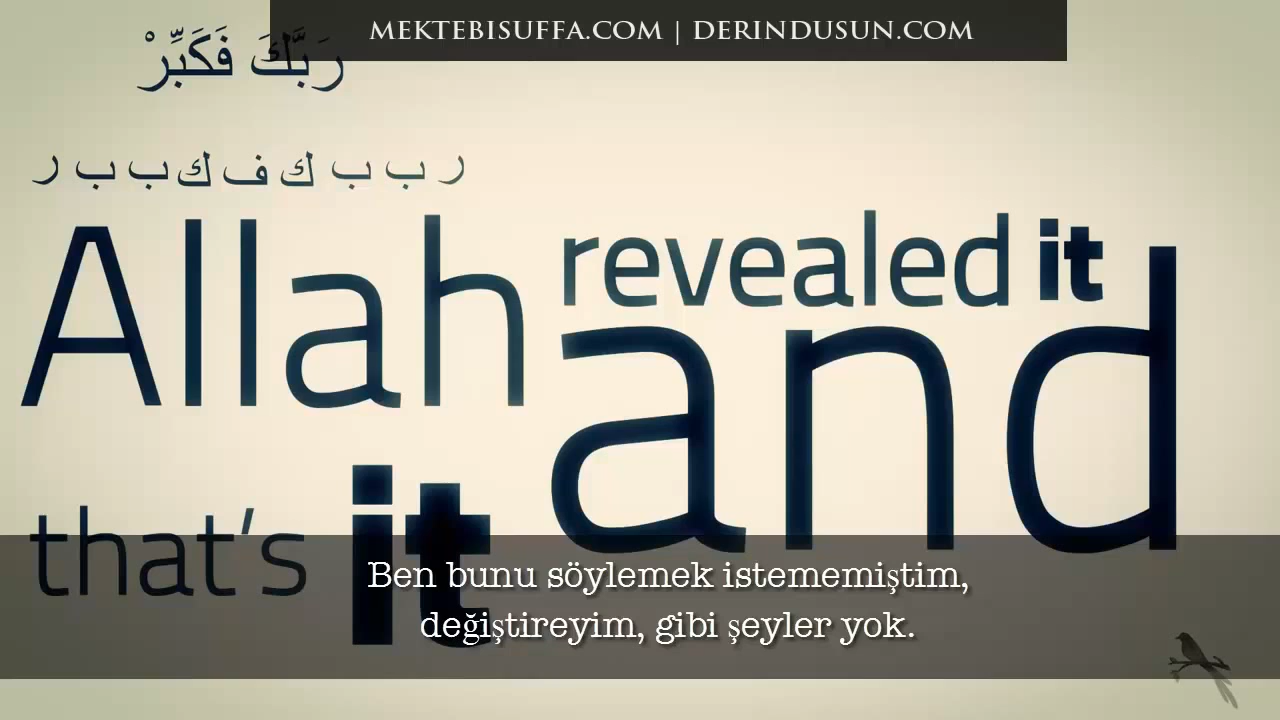 MEKTEBISUFFA.COM | DERINDUSUN.COM
رَبَّكَ فَكَبِّرْ
ر ب ب ك ف ك ب ب ر
Allah revealed it
and
that's it
Ben bunu söylemek istememiştim,
değiştireyim, gibi şeyler yok.